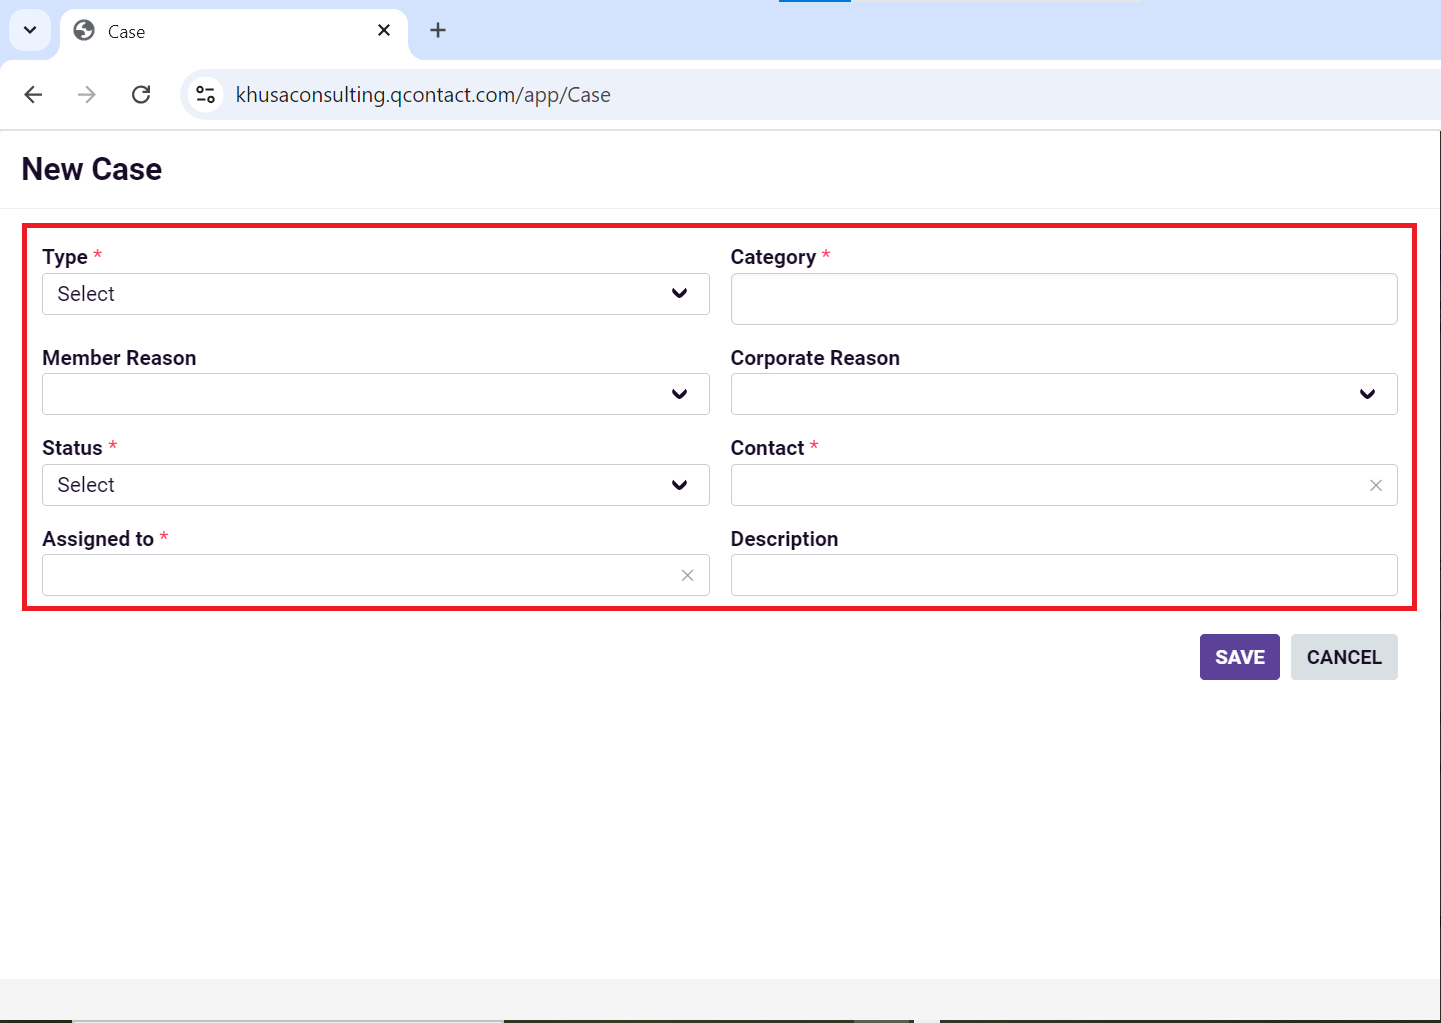 Case
khusaconsulting.qcontact.com/app/Case
New Case
Type *
Category *
Select
Member Reason
Corporate Reason
Status *
Contact *
Select
Assigned to *
Description
SAVE
CANCEL